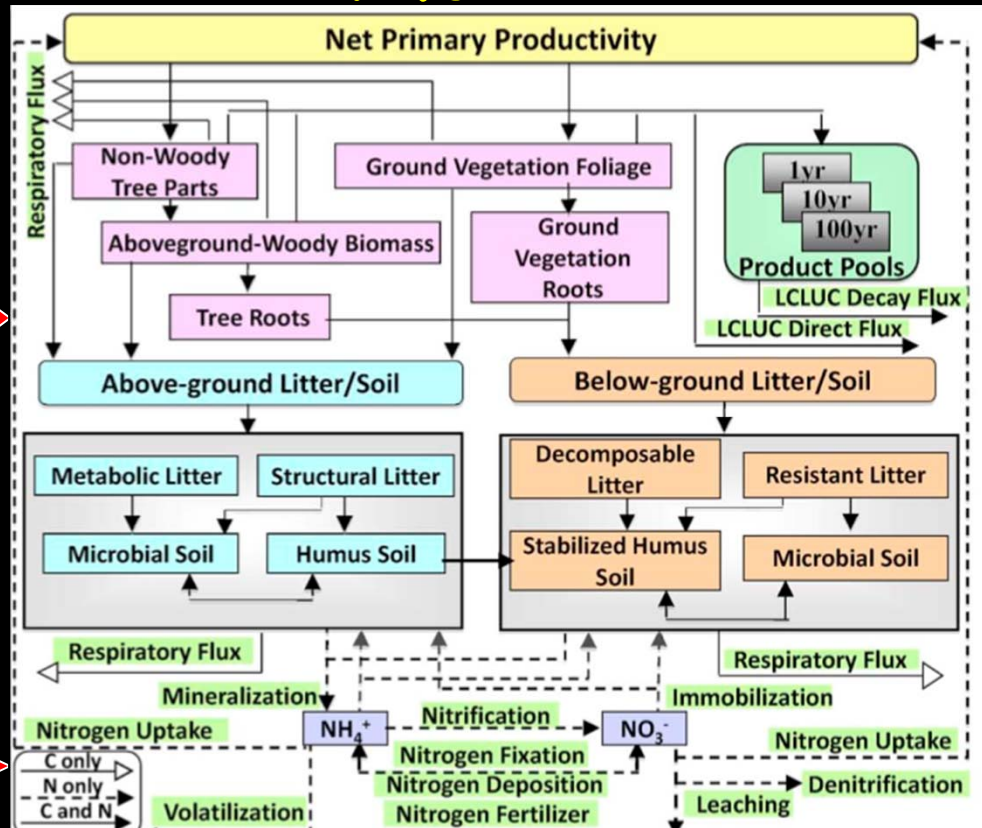 Net Primary Productivity
Respiratory Flux
Non-Woody
Tree Parts
Ground Vegetation Foliage
1yr
10yr
100yr
Product Pools
Aboveground-Woody Biomass
Ground
Vegetation
Roots
Tree Roots
LCLUC Decay Flux
LCLUC Direct Flux
Above-ground Litter/Soil
Below-ground Litter/Soil
Metabolic Litter
Structural Litter
Microbial Soil
Humus Soil
Decomposable
Litter
Resistant Litter
Stabilized Humus
Soil
Microbial Soil
Respiratory Flux
Respiratory Flux
Mineralization
Immobilization
NH4+
Nitrification
NO3-
Nitrogen Uptake
Nitrogen Uptake
Nitrogen Fixation
Nitrogen Deposition
Nitrogen Fertilizer
C only
N only
C and N
Volatilization
Denitrification
Leaching